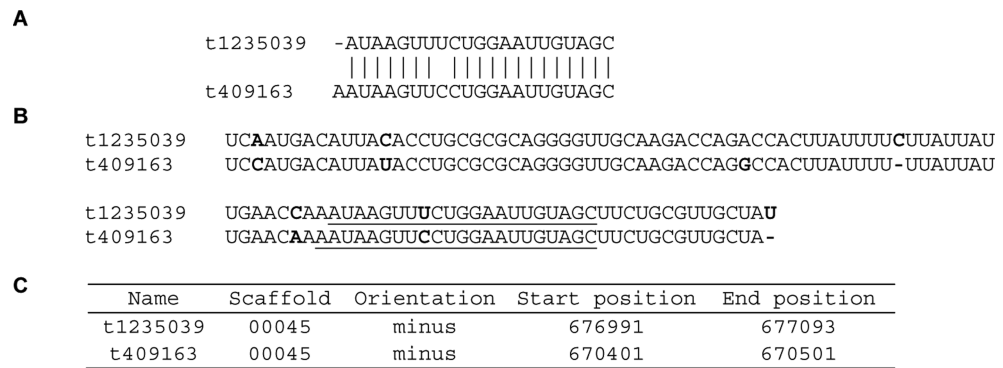 A
t1235039 -AUAAGUUUCUGGAAUUGUAGC
||||||| |||||||||||||
t409163 AAUAAGUUCCUGGAAUUGUAGC
B
t1235039 UCAAUGACAUUACACCUGCGCGCAGGGGUUGCAAGACCAGACCACUUAUUUUCUUAUUAU
t409163 UCCAUGACAUUAUACCUGCGCGCAGGGGUUGCAAGACCAGGCCACUUAUUUU-UUAUUAU
t1235039 UGAACCAAAUAAGUUUCUGGAAUUGUAGCUUCUGCGUUGCUAU
t409163 UGAACAAAAUAAGUUCCUGGAAUUGUAGCUUCUGCGUUGCUA-
C
Name Scaffold Orientation Start position End position
t1235039 00045 minus 676991 677093
t409163 00045 minus 670401 670501